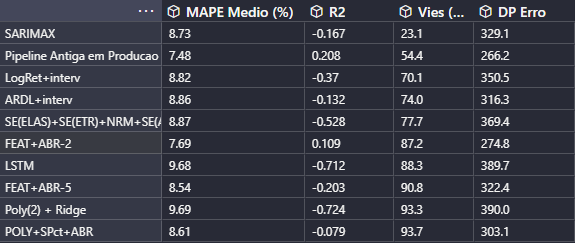 ... MAPE Medio (%) R2 Vies (... DP Erro
SARIMAX 8.73 -0.167 23.1 329.1
Pipeline Antiga em Producao 7.48 0.208 54.4 266.2
LogRet+interv 8.82 -0.37 70.1 350.5
ARDL+interv 8.86 -0.132 74.0 316.3
SE(ELAS)+SE(ETR)+NRM+SE(A 8.87 -0.528 77.7 369.4
FEAT+ABR-2 7.69 0.109 87.2 274.8
LSTM 9.68 -0.712 88.3 389.7
FEAT+ABR-5 8.54 -0.203 90.8 322.4
Poly(2) + Ridge 9.69 -0.724 93.3 390.0
POLY+SPct+ABR 8.61 -0.079 93.7 303.1